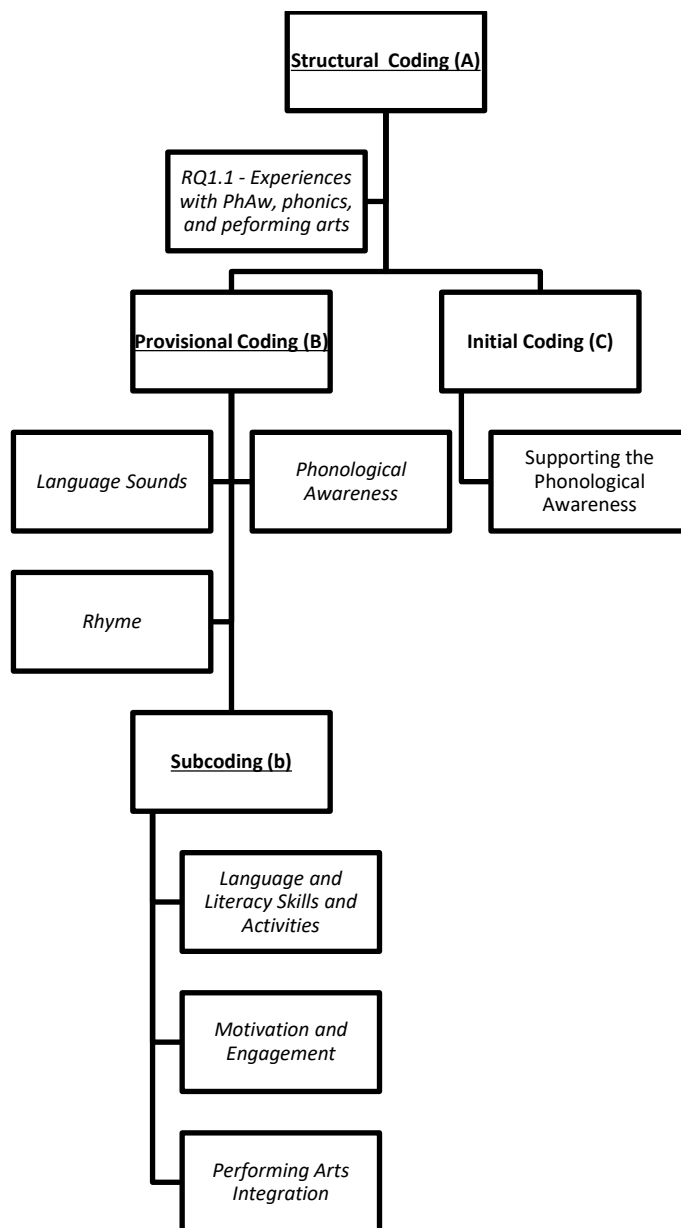 Structural  Coding (A)
RQ1.1 - Experiences
with PhAw, phonics,
and peforming arts
Provisional Coding (B)
Initial Coding (C)
Language Sounds
Phonological
Awareness
Supporting the
Phonological
Awareness
Rhyme
Subcoding (b)
Language and
Literacy Skills and
Activities
Motivation and
Engagement
Performing Arts
Integration